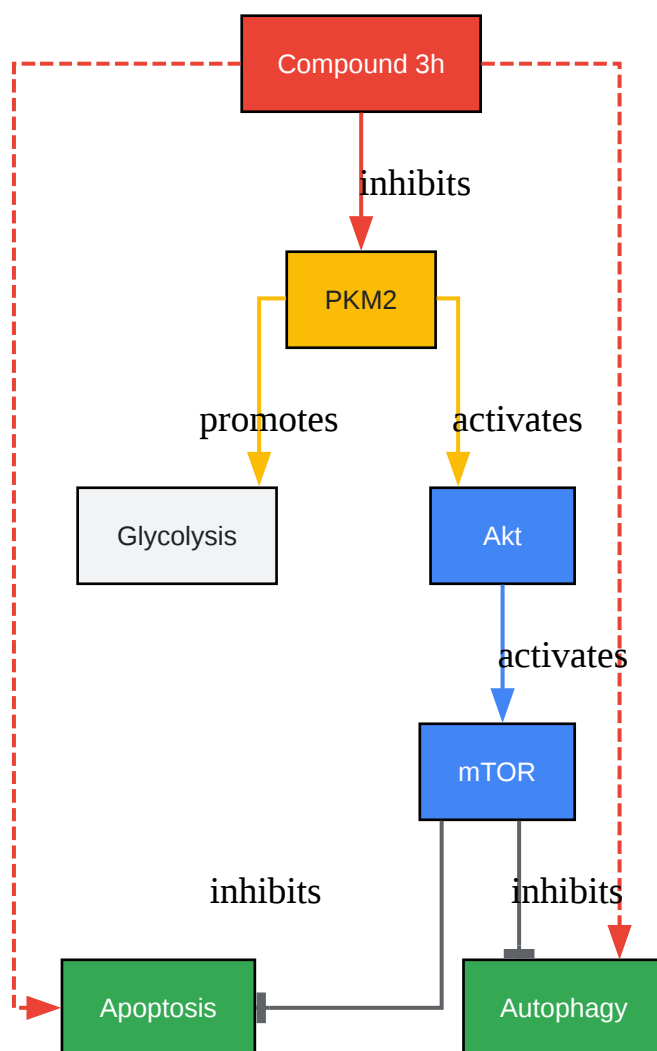 Compound 3h
inhibits
PKM2
promotes
activates
Glycolysis
Akt
activates
mTOR
inhibits
inhibits
Apoptosis
Autophagy